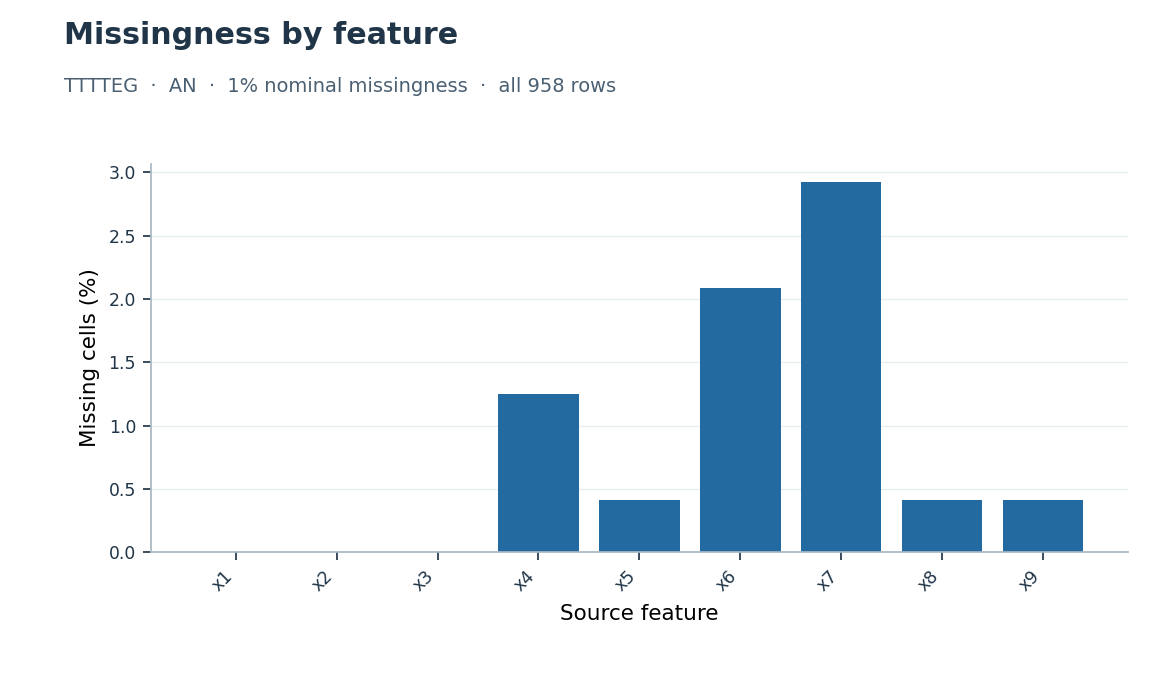 Missingness by feature
TTTTEG · AN · 1% nominal missingness · all 958 rows
3.0
2.5
2.0
1.5
1.0
0.5
0.0
Missing cells (%)
x1 x2 x3 x4 x5 x6 x7 x8 x9
Source feature